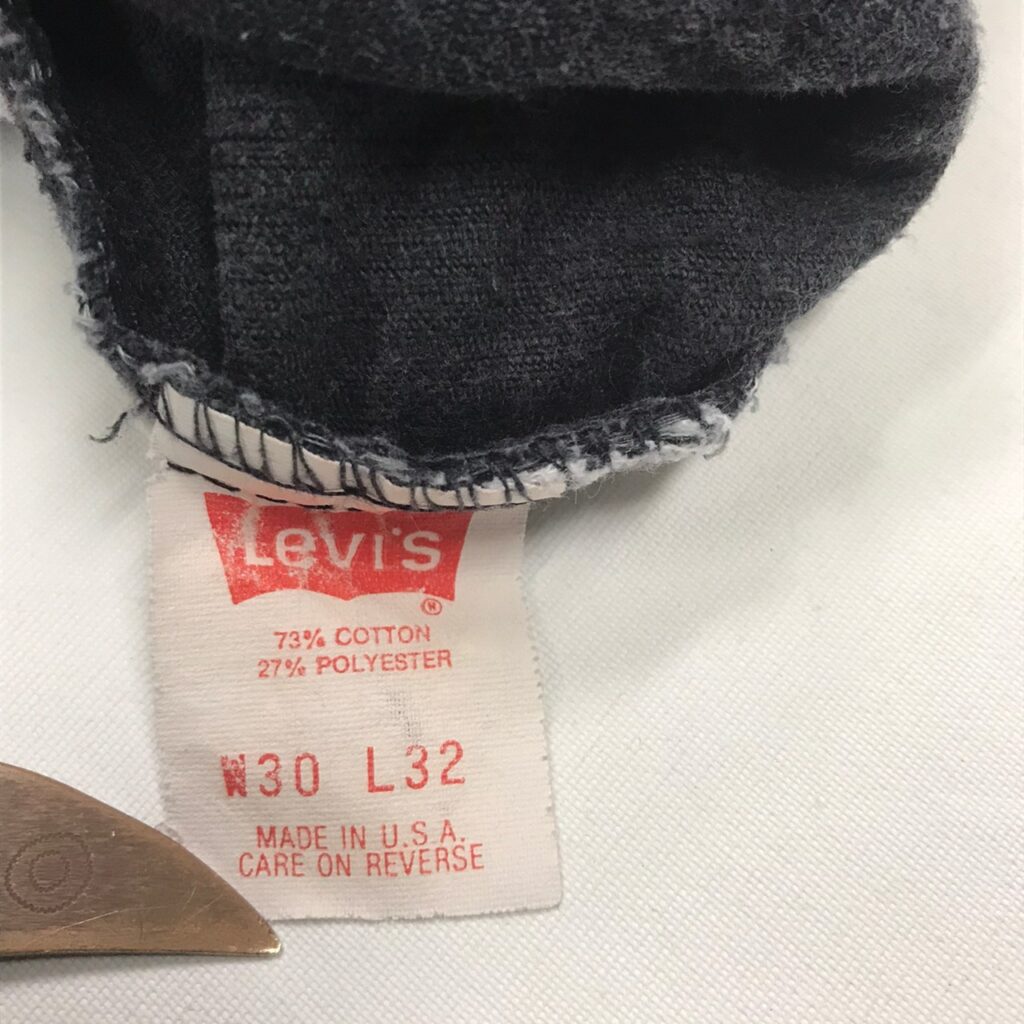 Levi's
®
73% COTTON
27% POLYESTER
W30 L32
MADE IN U.S.A.
CARE ON REVERSE